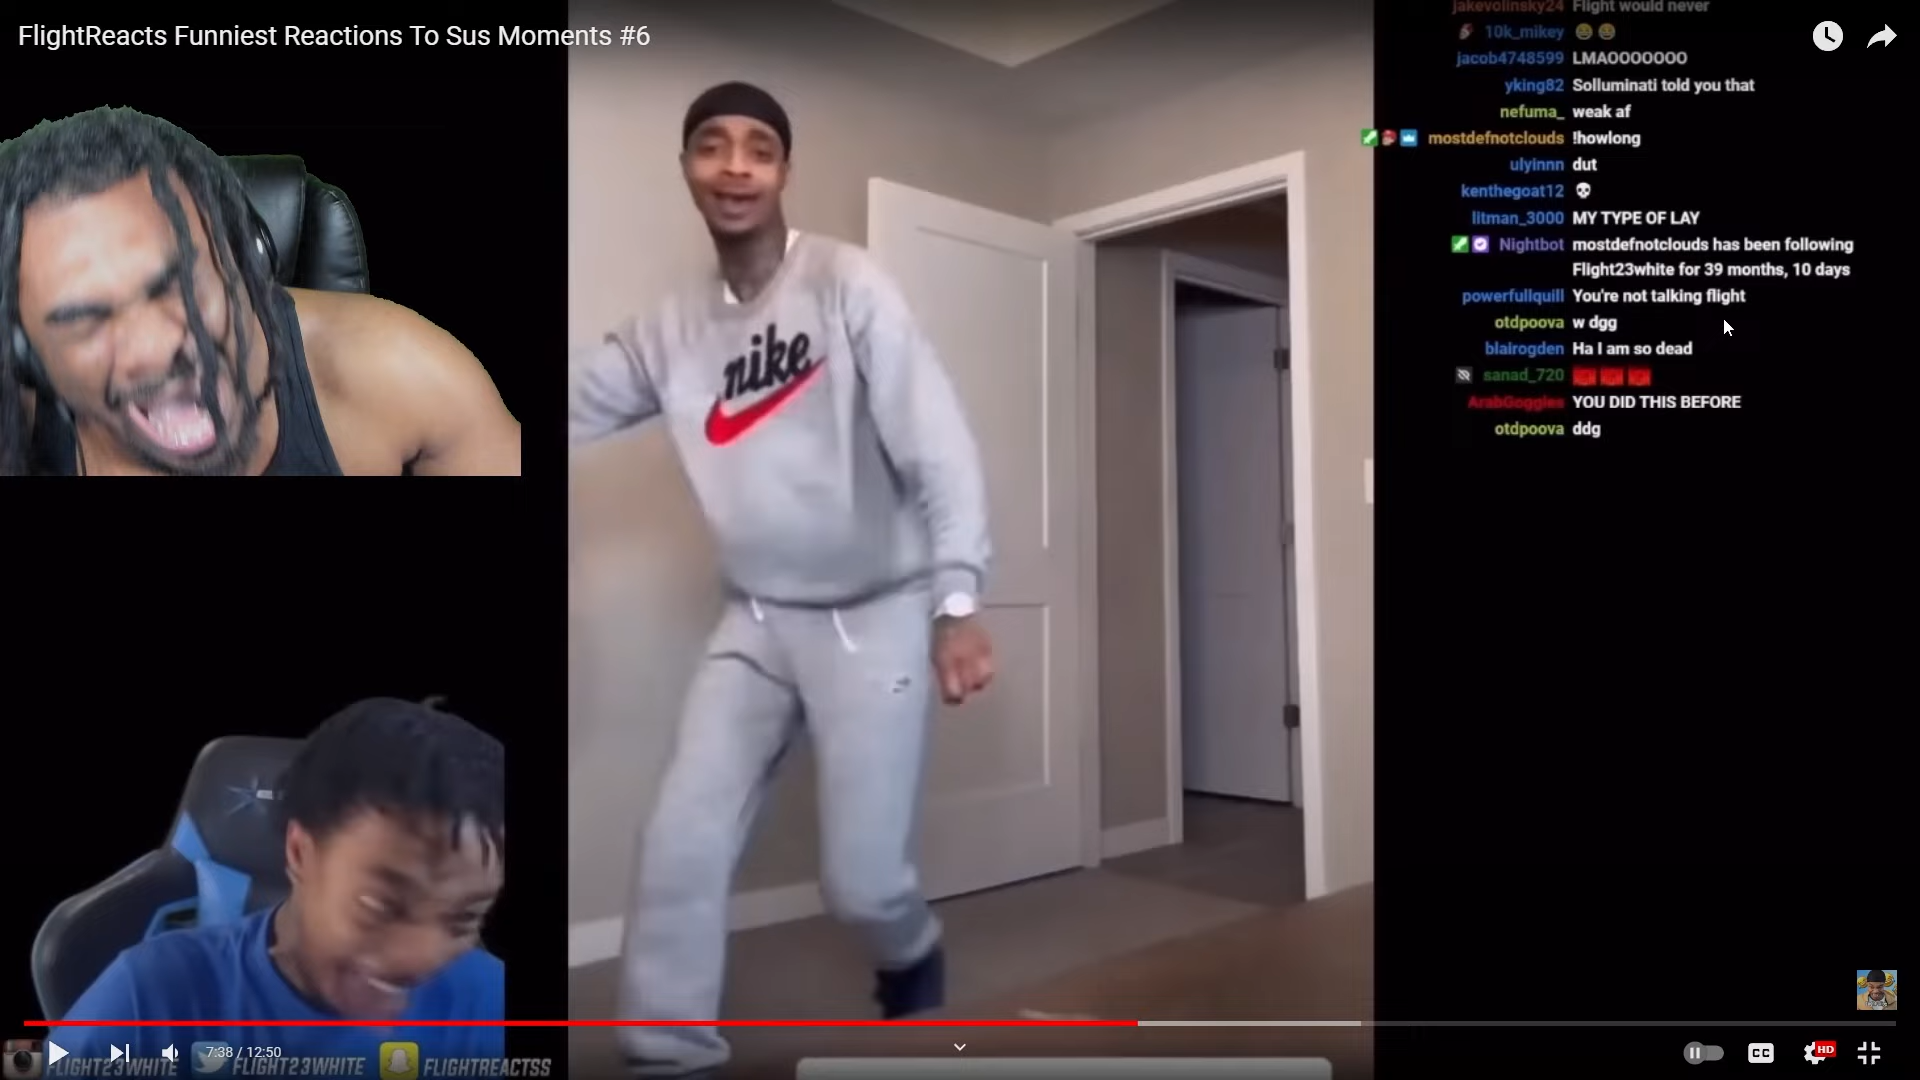 FlightReacts Funniest Reactions To Sus Moments #6
jakevolinsky24 Flight would never
10k_mikey
jacob4748599 LMAOOOOOOO
yking82 Solluminati told you that
nefuma_ weak af
mostdefnotclouds !howlong
ulyinnn dut
kenthegoat12
litman_3000 MY TYPE OF LAY
Nightbot mostdefnotclouds has been following
Flight23white for 39 months, 10 days
powerfullquill You're not talking flight
otdpoova w dgg
blairogden Ha I am so dead
sanad_720
ArabGoggles YOU DID THIS BEFORE
otdpoova ddg
nike
7:38 / 12:50
FLIGHT23WHITE FLIGHT23WHITE FLIGHTREACTSS
CC HD